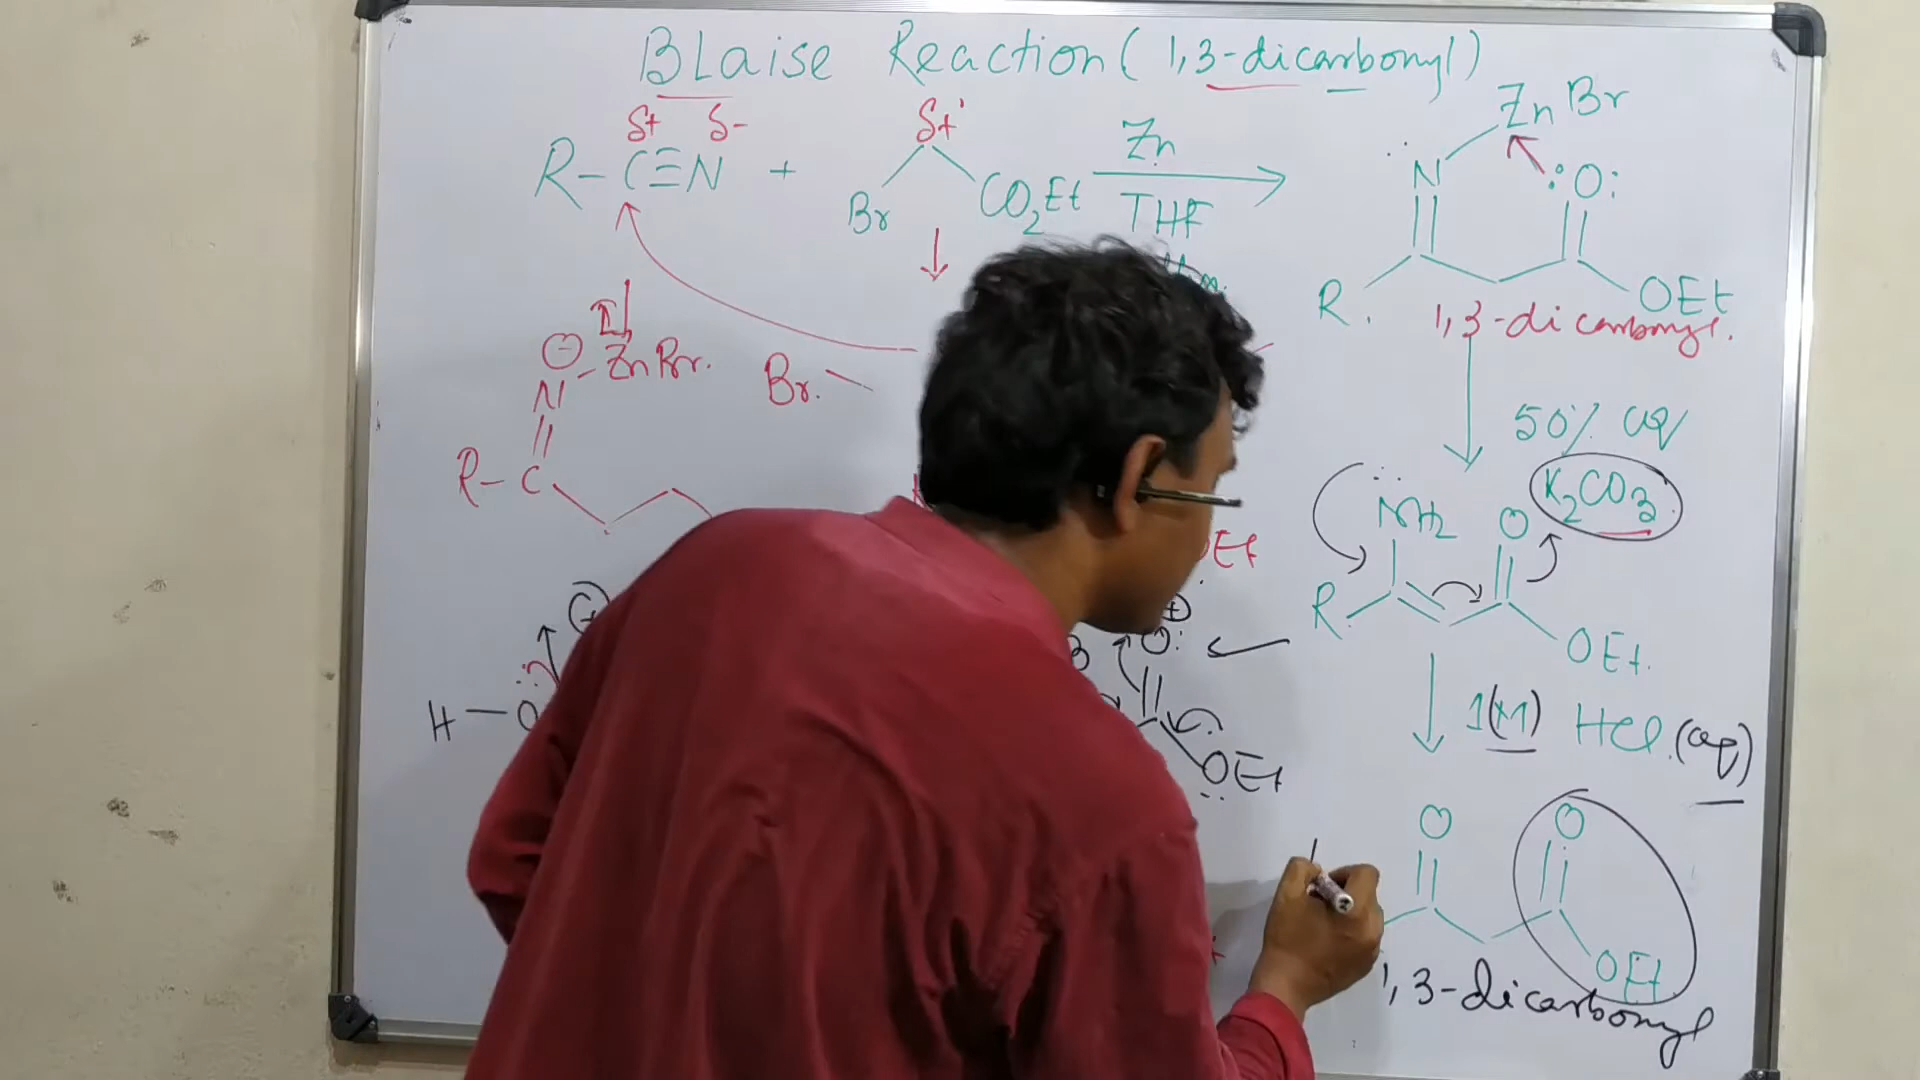 BLaise Reaction (1,3-dicarbonyl)
δ+ δ- δ+
R-C≡N + Br CO2Et Zn THF
ZnBr
N :O:
R. OEt
1,3-dicarbonyl.
⊖ ZnBr. Br.
N
R-C
50% aq
K2CO3
NH2 O
R OEt.
OEt
⊕ ⊕
O:
H-O
OEt
1(M) HCl.(aq)
O O
OEt
1,3-dicarbonyl